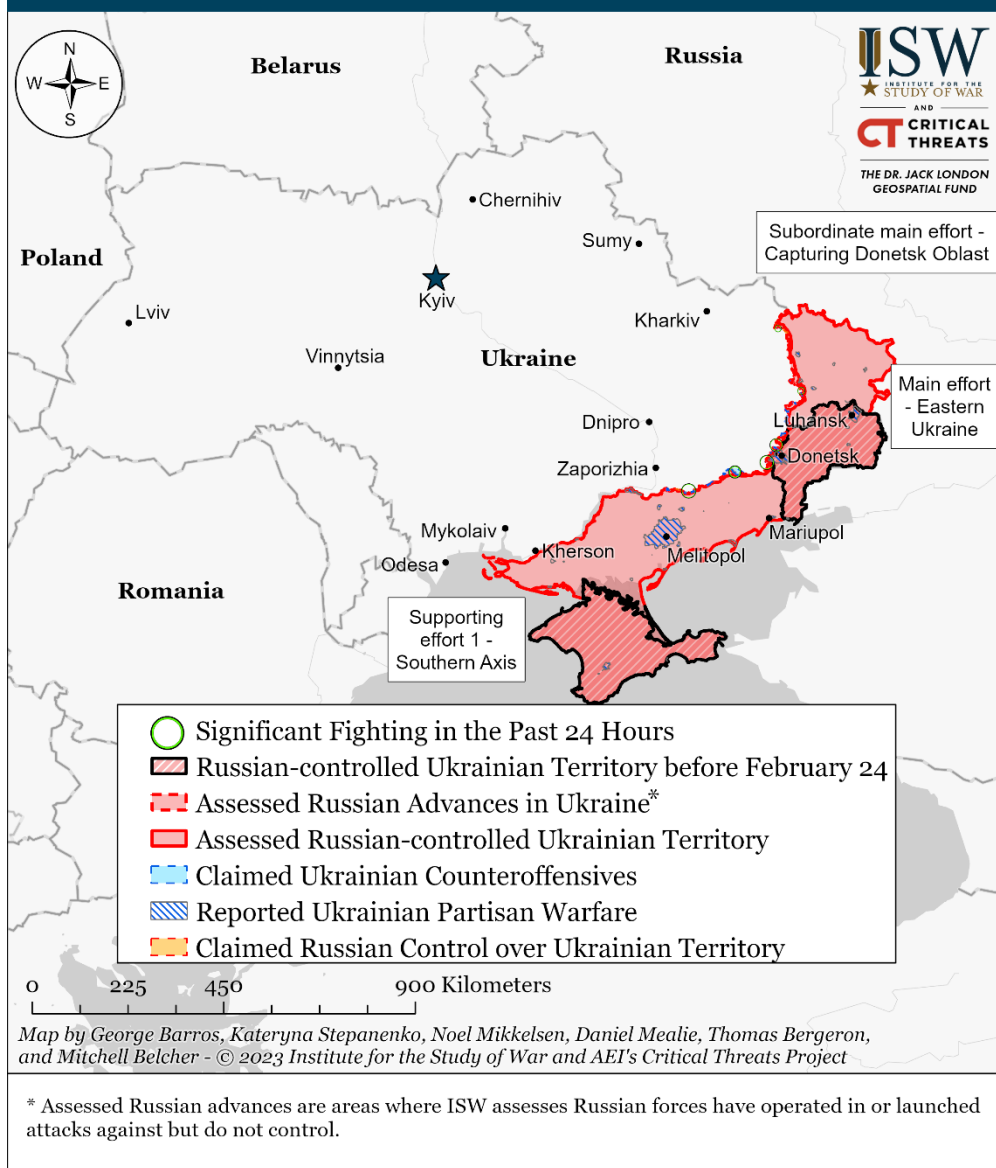 N
W E
S
Belarus
Russia
ISW
INSTITUTE FOR THE
STUDY OF WAR
AND
CT CRITICAL
THREATS
THE DR. JACK LONDON
GEOSPATIAL FUND
Chernihiv
Sumy
Subordinate main effort -
Capturing Donetsk Oblast
Poland
Kyiv
Lviv
Kharkiv
Vinnytsia
Ukraine
Main effort
- Eastern
Ukraine
Luhansk
Dnipro
Donetsk
Zaporizhia
Mykolaiv
Mariupol
Kherson
Melitopol
Odesa
Romania
Supporting
effort 1 -
Southern Axis
Significant Fighting in the Past 24 Hours
Russian-controlled Ukrainian Territory before February 24
Assessed Russian Advances in Ukraine*
Assessed Russian-controlled Ukrainian Territory
Claimed Ukrainian Counteroffensives
Reported Ukrainian Partisan Warfare
Claimed Russian Control over Ukrainian Territory
0 225 450 900 Kilometers
Map by George Barros, Kateryna Stepanenko, Noel Mikkelsen, Daniel Mealie, Thomas Bergeron,
and Mitchell Belcher - © 2023 Institute for the Study of War and AEI's Critical Threats Project
* Assessed Russian advances are areas where ISW assesses Russian forces have operated in or launched
attacks against but do not control.